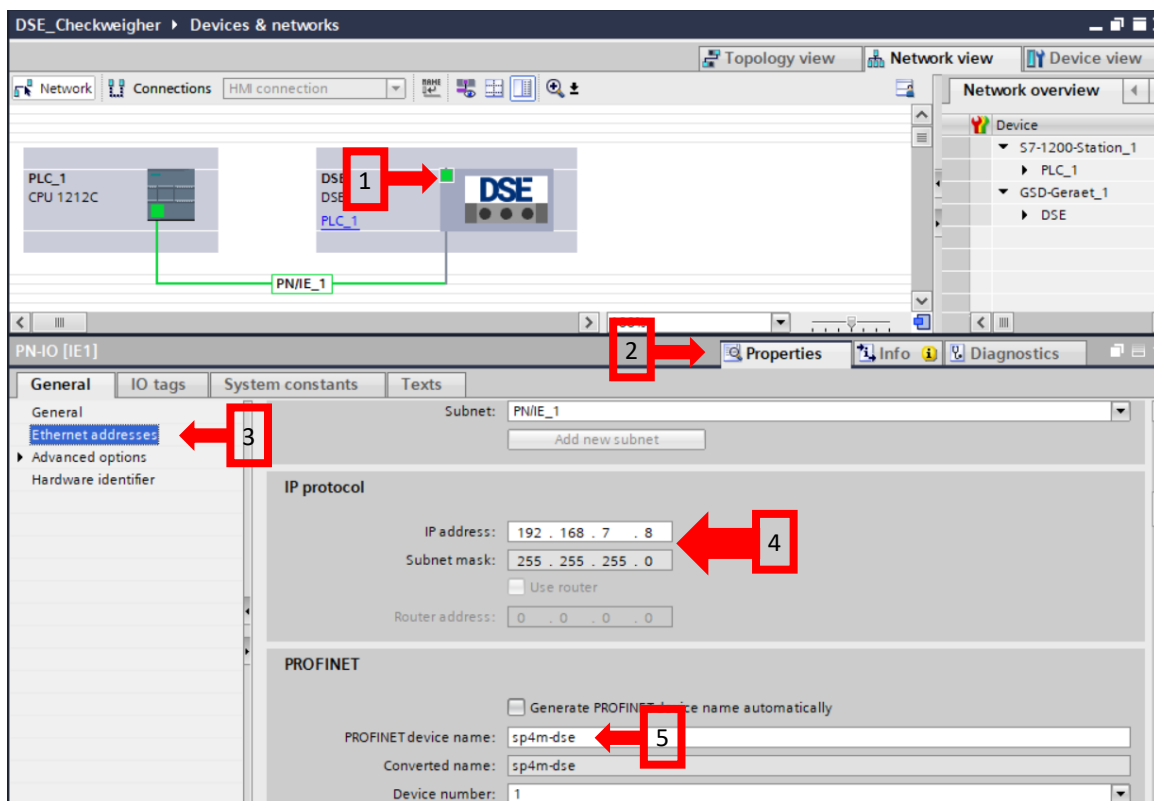 DSE_Checkweigher ▸ Devices & networks
Topology view Network view Device view
Network Connections HMI connection Network overview
Device
S7-1200-Station_1
PLC_1
GSD-Geraet_1
DSE
PLC_1
CPU 1212C
DSE
DSE
PLC_1
1
DSE
PN/IE_1
2
PN-IO [IE1] Properties Info Diagnostics
General IO tags System constants Texts
General
Ethernet addresses
Advanced options
Hardware identifier
3
Subnet: PN/IE_1
Add new subnet
IP protocol
IP address: 192 . 168 . 7 . 8
Subnet mask: 255 . 255 . 255 . 0
4
Use router
Router address: 0 . 0 . 0 . 0
PROFINET
Generate PROFINET device name automatically
PROFINET device name: sp4m-dse
5
Converted name: sp4m-dse
Device number: 1